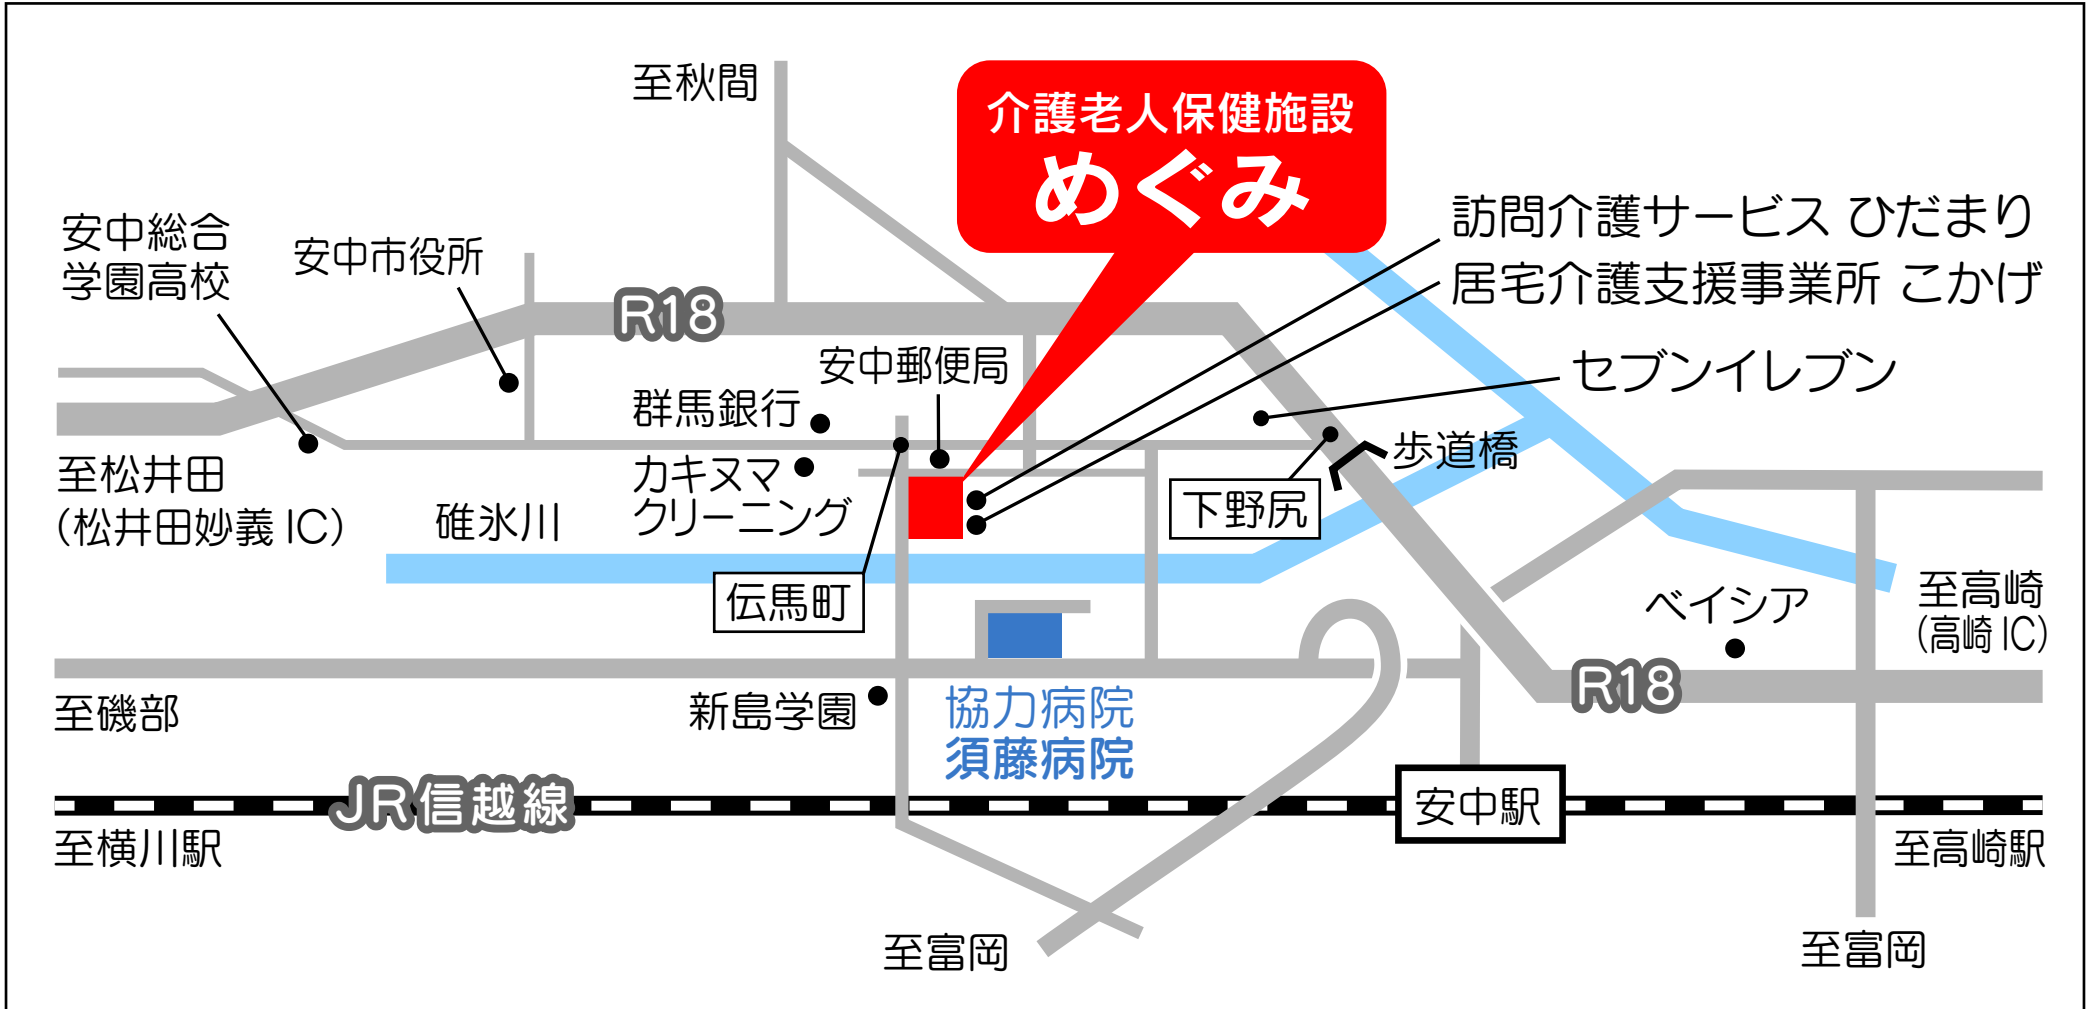 至秋間
介護老人保健施設
めぐみ
訪問介護サービス ひだまり
居宅介護支援事業所 こかげ
安中総合
学園高校
安中市役所
R18
安中郵便局
セブンイレブン
群馬銀行
歩道橋
カキヌマ
クリーニング
至松井田
(松井田妙義IC)
碓氷川
下野尻
伝馬町
ベイシア
至高崎
(高崎IC)
R18
至磯部
新島学園
協力病院
須藤病院
JR信越線
安中駅
至横川駅
至高崎駅
至富岡
至富岡